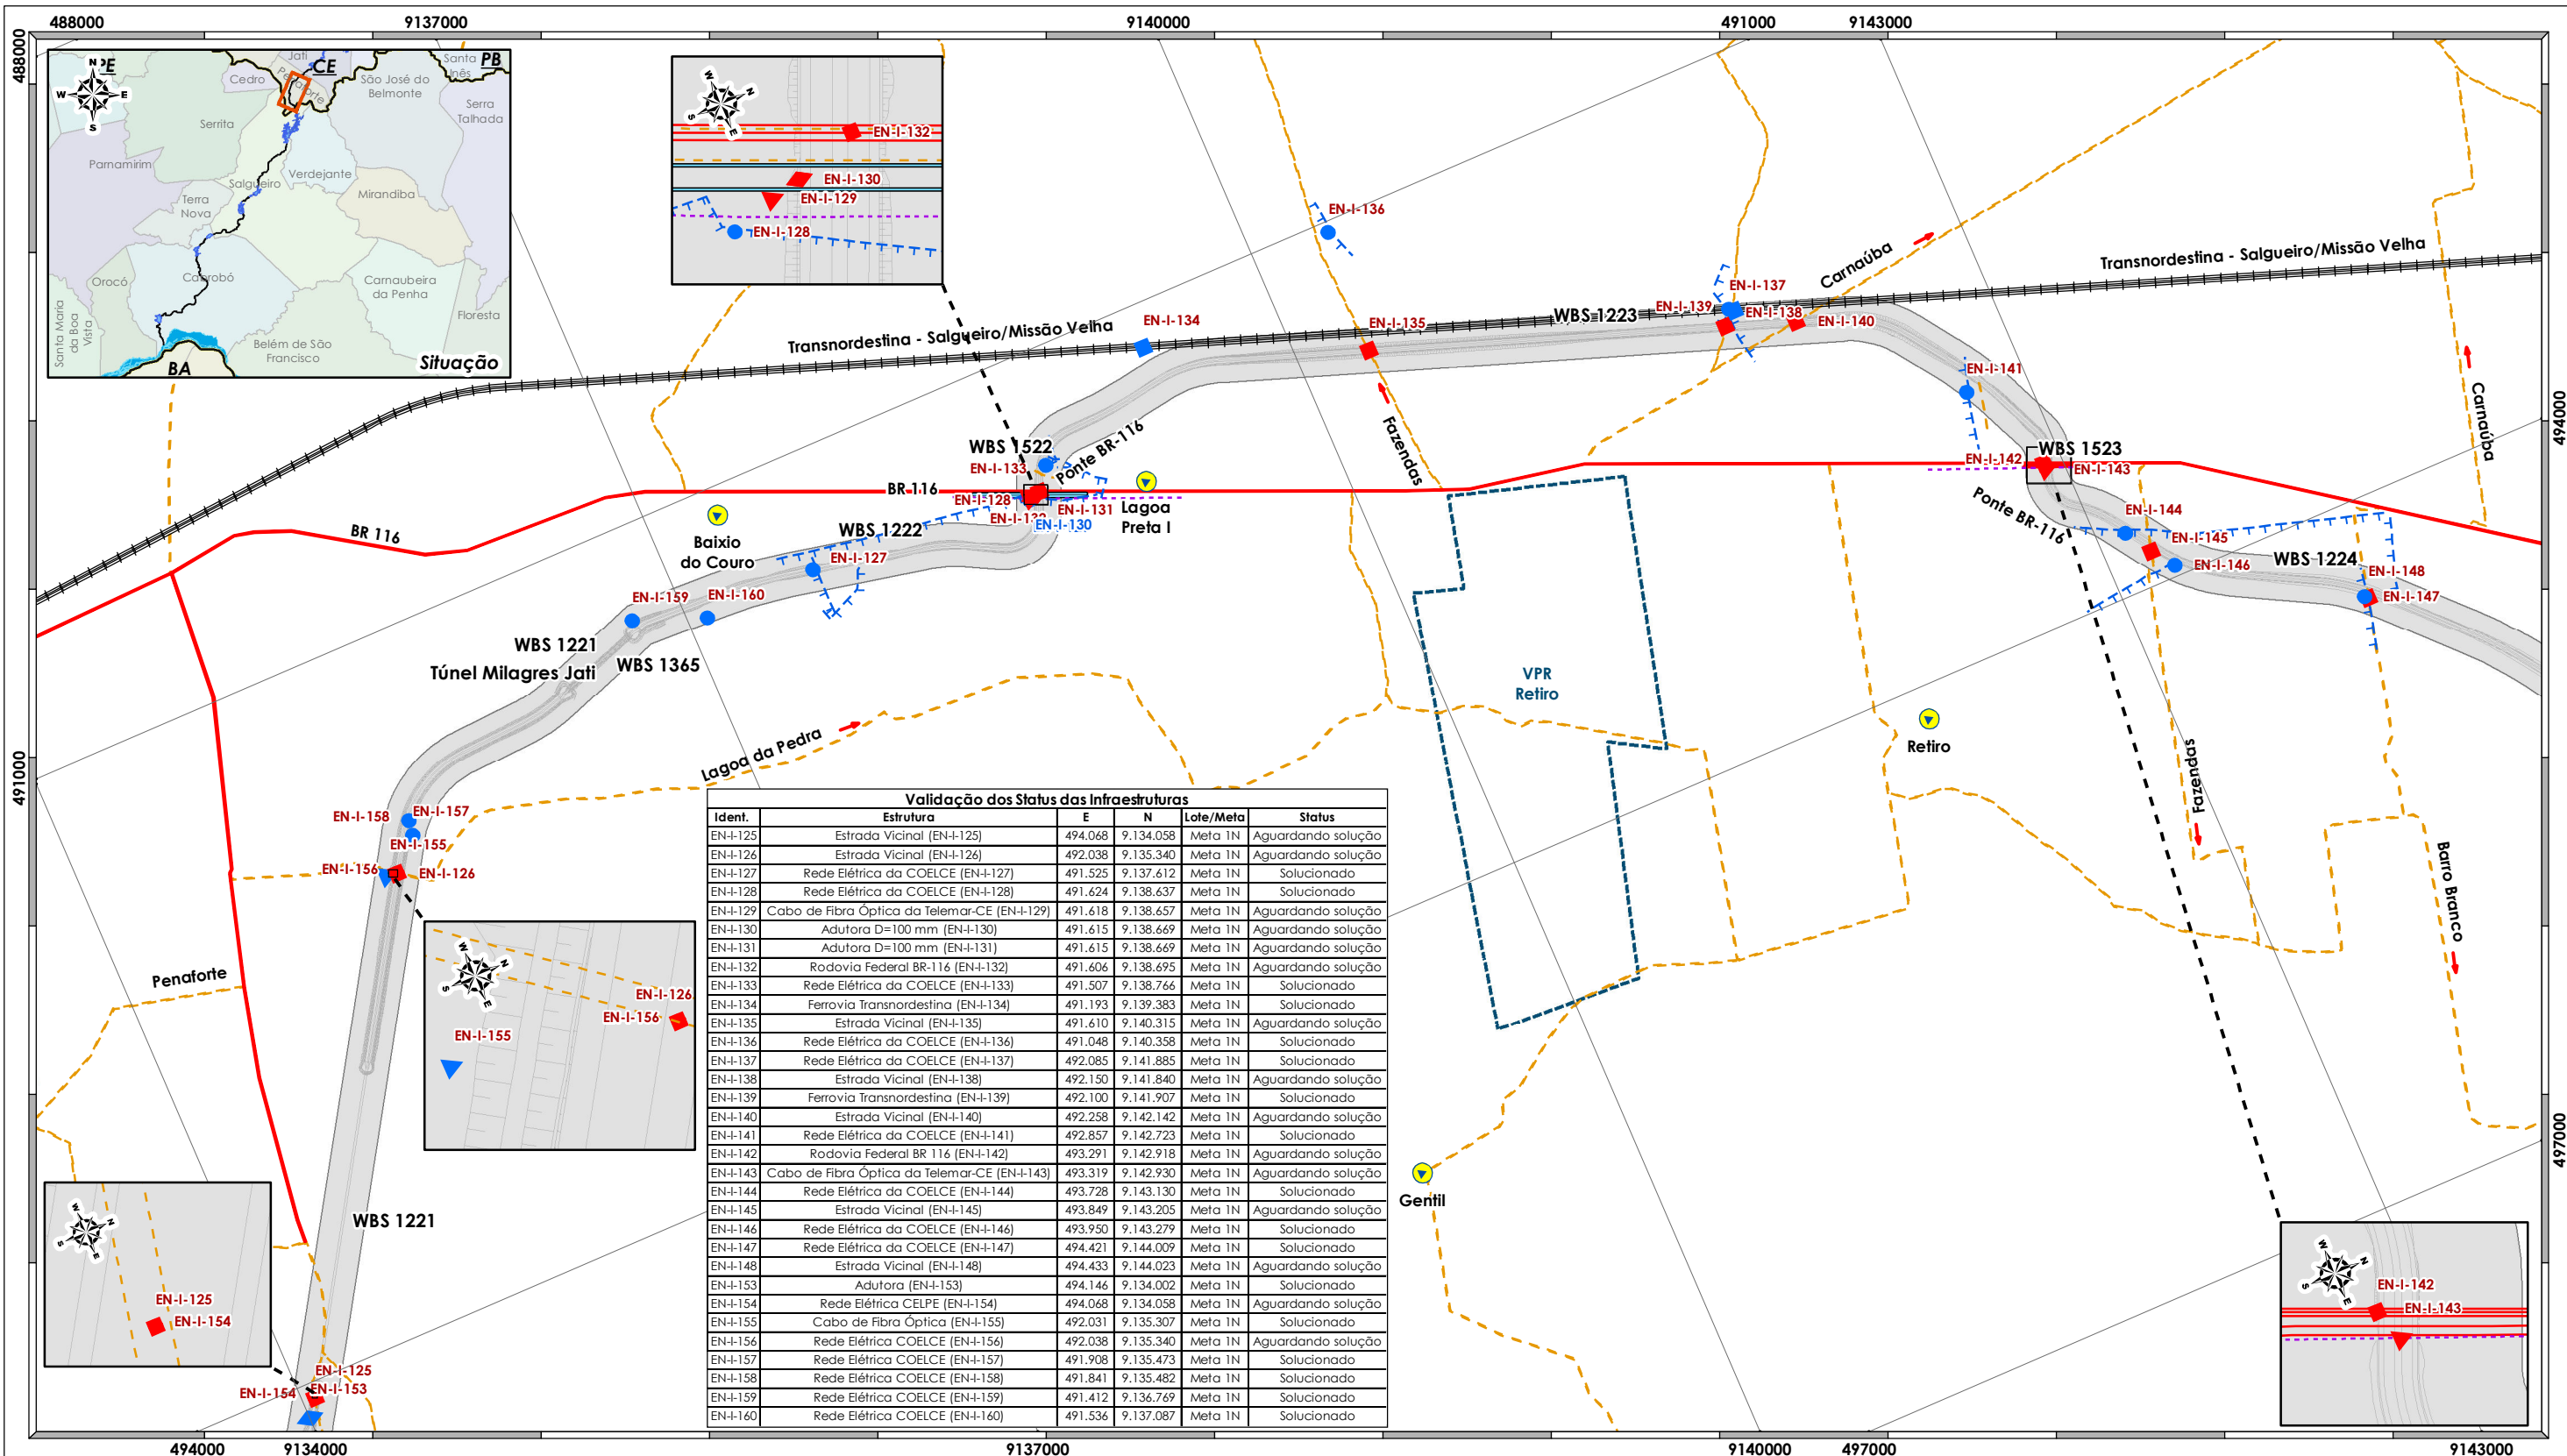 488000
9137000
9140000
491000
9143000
488000
491000
494000
497000
494000
9134000
9137000
9140000
497000
9143000
PE
CE
PB
Jati
Penaforte
Cedro
Santa
Inês
São José do
Belmonte
Serra
Talhada
Serrita
Parnamirim
Salgueiro
Verdejante
Mirandiba
Terra
Nova
Orocó
Cabrobó
Carnaubeira
da Penha
Santa Maria
da Boa
Vista
Belém de São
Francisco
Floresta
BA
Situação
N
W
E
S
EN-I-132
EN-I-130
EN-I-129
EN-I-128
EN-I-136
Carnaúba
Transnordestina - Salgueiro/Missão Velha
EN-I-137
EN-I-139
EN-I-138
EN-I-140
WBS 1223
EN-I-134
EN-I-135
Transnordestina - Salgueiro/Missão Velha
EN-I-141
Carnaúba
Fazendas
WBS 1522
Ponte BR-116
EN-I-133
BR 116
EN-I-128
EN-I-131
EN-I-130
Lagoa
Preta I
WBS 1523
EN-I-142
EN-I-143
Ponte BR-116
EN-I-144
EN-I-145
EN-I-146
WBS 1224
EN-I-148
EN-I-147
BR 116
Baixio
do Couro
WBS 1222
EN-I-127
EN-I-159
EN-I-160
WBS 1221
Túnel Milagres Jati
WBS 1365
VPR
Retiro
Retiro
Lagoa da Pedra
Fazendas
Barro Branco
EN-I-158
EN-I-157
EN-I-155
EN-I-156
EN-I-126
Penaforte
EN-I-126
EN-I-156
EN-I-155
WBS 1221
EN-I-125
EN-I-154
EN-I-125
EN-I-154
EN-I-153
Gentil
EN-I-142
EN-I-143
Validação dos Status das Infraestruturas
Ident. Estrutura E N Lote/Meta Status
EN-I-125 Estrada Vicinal (EN-I-125) 494.068 9.134.058 Meta 1N Aguardando solução
EN-I-126 Estrada Vicinal (EN-I-126) 492.038 9.135.340 Meta 1N Aguardando solução
EN-I-127 Rede Elétrica da COELCE (EN-I-127) 491.525 9.137.612 Meta 1N Solucionado
EN-I-128 Rede Elétrica da COELCE (EN-I-128) 491.624 9.138.637 Meta 1N Solucionado
EN-I-129 Cabo de Fibra Óptica da Telemar-CE (EN-I-129) 491.618 9.138.657 Meta 1N Aguardando solução
EN-I-130 Adutora D=100 mm (EN-I-130) 491.615 9.138.669 Meta 1N Aguardando solução
EN-I-131 Adutora D=100 mm (EN-I-131) 491.615 9.138.669 Meta 1N Aguardando solução
EN-I-132 Rodovia Federal BR-116 (EN-I-132) 491.606 9.138.695 Meta 1N Aguardando solução
EN-I-133 Rede Elétrica da COELCE (EN-I-133) 491.507 9.138.766 Meta 1N Solucionado
EN-I-134 Ferrovia Transnordestina (EN-I-134) 491.193 9.139.383 Meta 1N Solucionado
EN-I-135 Estrada Vicinal (EN-I-135) 491.610 9.140.315 Meta 1N Aguardando solução
EN-I-136 Rede Elétrica da COELCE (EN-I-136) 491.048 9.140.358 Meta 1N Solucionado
EN-I-137 Rede Elétrica da COELCE (EN-I-137) 492.085 9.141.885 Meta 1N Solucionado
EN-I-138 Estrada Vicinal (EN-I-138) 492.150 9.141.840 Meta 1N Aguardando solução
EN-I-139 Ferrovia Transnordestina (EN-I-139) 492.100 9.141.907 Meta 1N Solucionado
EN-I-140 Estrada Vicinal (EN-I-140) 492.258 9.142.142 Meta 1N Aguardando solução
EN-I-141 Rede Elétrica da COELCE (EN-I-141) 492.857 9.142.723 Meta 1N Solucionado
EN-I-142 Rodovia Federal BR 116 (EN-I-142) 493.291 9.142.918 Meta 1N Aguardando solução
EN-I-143 Cabo de Fibra Óptica da Telemar-CE (EN-I-143) 493.319 9.142.930 Meta 1N Aguardando solução
EN-I-144 Rede Elétrica da COELCE (EN-I-144) 493.728 9.143.130 Meta 1N Solucionado
EN-I-145 Estrada Vicinal (EN-I-145) 493.849 9.143.205 Meta 1N Aguardando solução
EN-I-146 Rede Elétrica da COELCE (EN-I-146) 493.950 9.143.279 Meta 1N Solucionado
EN-I-147 Rede Elétrica da COELCE (EN-I-147) 494.421 9.144.009 Meta 1N Solucionado
EN-I-148 Estrada Vicinal (EN-I-148) 494.433 9.144.023 Meta 1N Aguardando solução
EN-I-153 Adutora (EN-I-153) 494.146 9.134.002 Meta 1N Solucionado
EN-I-154 Rede Elétrica CELPE (EN-I-154) 494.068 9.134.058 Meta 1N Aguardando solução
EN-I-155 Cabo de Fibra Óptica (EN-I-155) 492.031 9.135.307 Meta 1N Solucionado
EN-I-156 Rede Elétrica COELCE (EN-I-156) 492.038 9.135.340 Meta 1N Aguardando solução
EN-I-157 Rede Elétrica COELCE (EN-I-157) 491.908 9.135.473 Meta 1N Solucionado
EN-I-158 Rede Elétrica COELCE (EN-I-158) 491.841 9.135.482 Meta 1N Solucionado
EN-I-159 Rede Elétrica COELCE (EN-I-159) 491.412 9.136.769 Meta 1N Solucionado
EN-I-160 Rede Elétrica COELCE (EN-I-160) 491.536 9.137.087 Meta 1N Solucionado